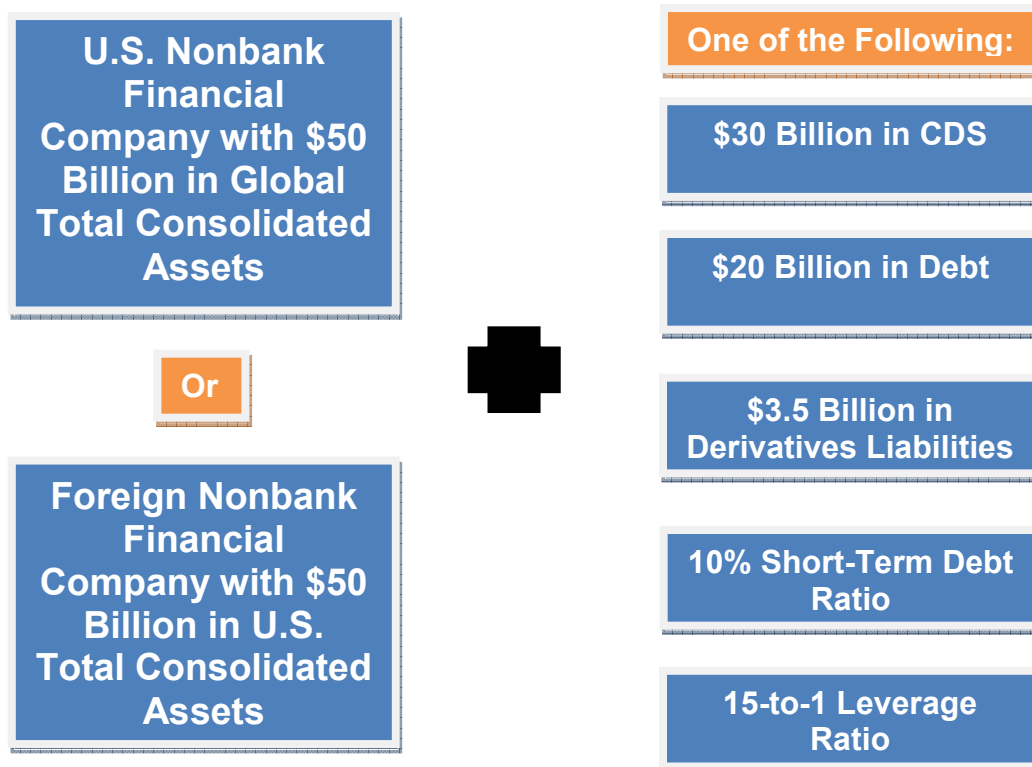 U.S. Nonbank
Financial
Company with $50
Billion in Global
Total Consolidated
Assets
Or
Foreign Nonbank
Financial
Company with $50
Billion in U.S.
Total Consolidated
Assets
One of the Following:
$30 Billion in CDS
$20 Billion in Debt
$3.5 Billion in
Derivatives Liabilities
10% Short-Term Debt
Ratio
15-to-1 Leverage
Ratio